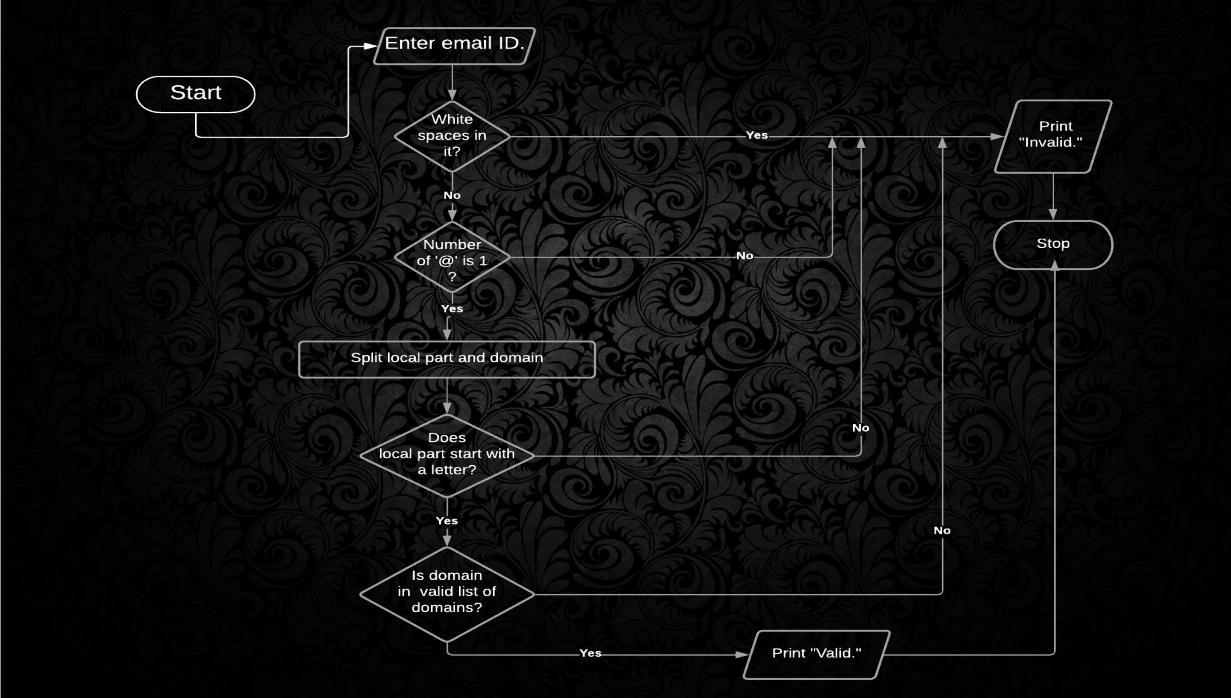 Enter email ID.
Start
White
spaces in
it?
Yes
Print
"Invalid."
No
Number
of '@' is 1
?
No
Stop
Yes
Split local part and domain
Does
local part start with
a letter?
No
Yes
No
Is domain
in  valid list of
domains?
Yes
Print "Valid."